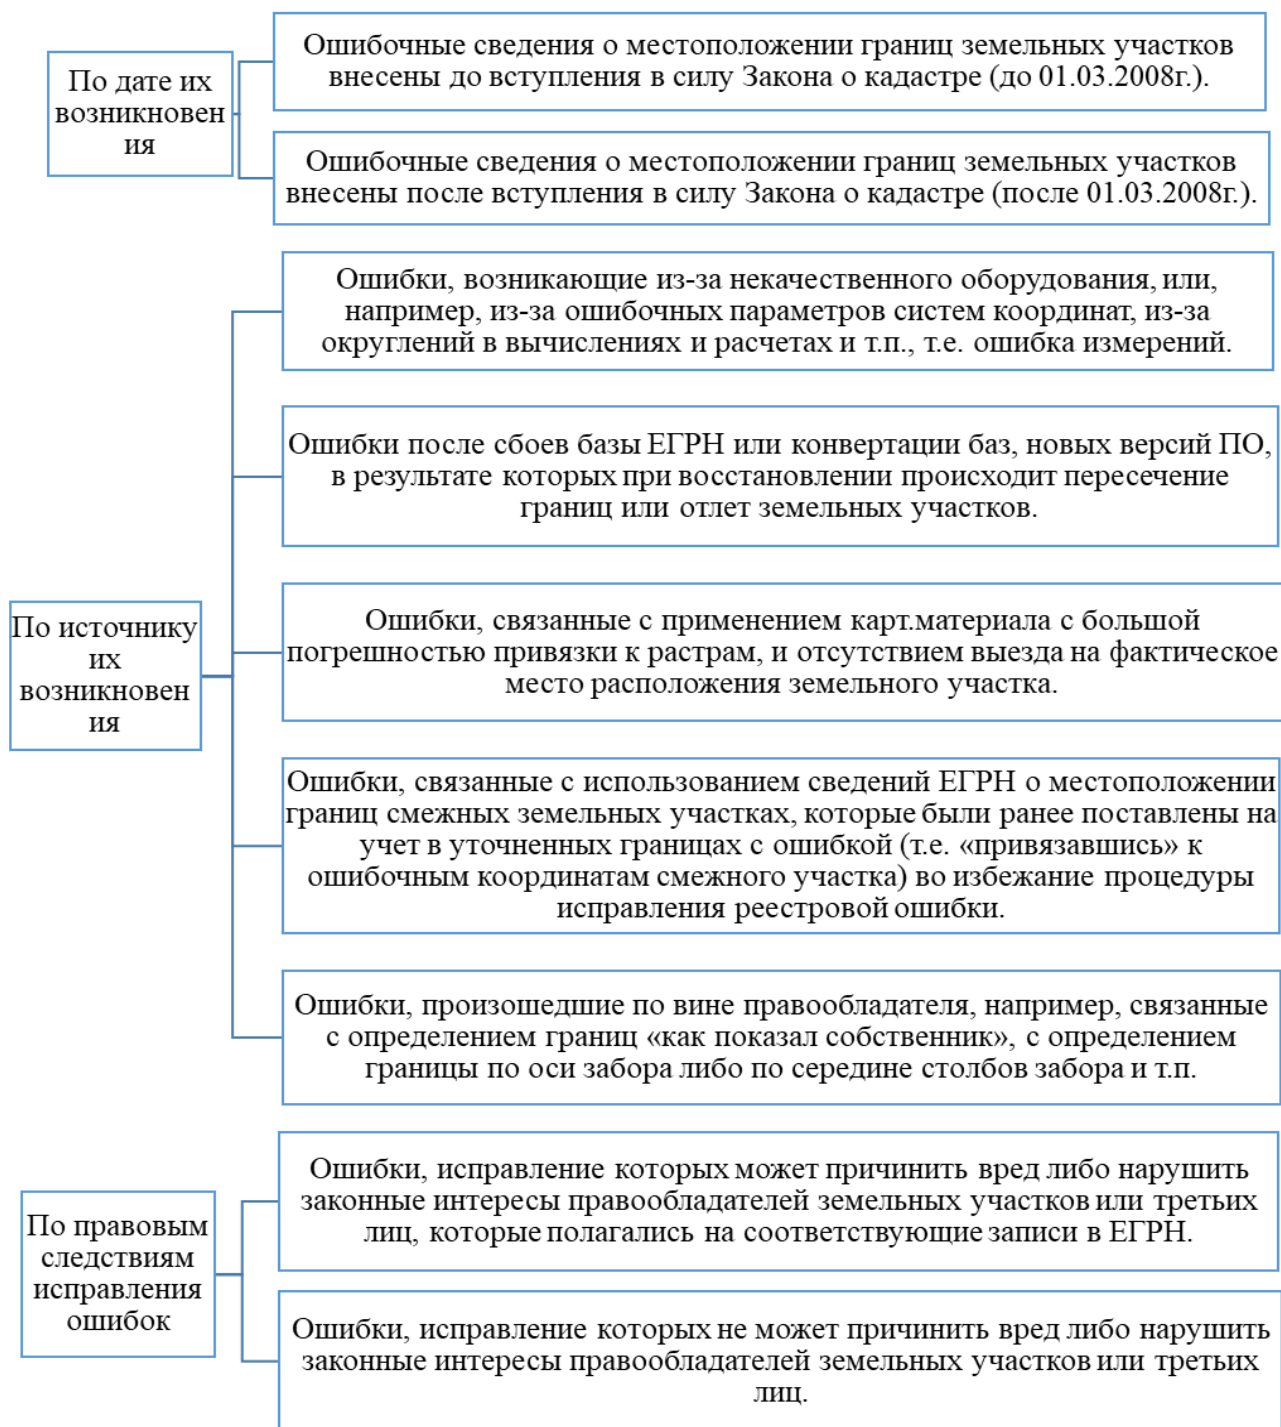 По дате их
возникновен
ия
Ошибочные сведения о местоположении границ земельных участков
внесены до вступления в силу Закона о кадастре (до 01.03.2008г.).
Ошибочные сведения о местоположении границ земельных участков
внесены после вступления в силу Закона о кадастре (после 01.03.2008г.).
По источнику
их
возникновен
ия
Ошибки, возникающие из-за некачественного оборудования, или,
например, из-за ошибочных параметров систем координат, из-за
округлений в вычислениях и расчетах и т.п., т.е. ошибка измерений.
Ошибки после сбоев базы ЕГРН или конвертации баз, новых версий ПО,
в результате которых при восстановлении происходит пересечение
границ или отлет земельных участков.
Ошибки, связанные с применением карт.материала с большой
погрешностью привязки к растрам, и отсутствием выезда на фактическое
место расположения земельного участка.
Ошибки, связанные с использованием сведений ЕГРН о местоположении
границ смежных земельных участках, которые были ранее поставлены на
учет в уточненных границах с ошибкой (т.е. «привязавшись» к
ошибочным координатам смежного участка) во избежание процедуры
исправления реестровой ошибки.
Ошибки, произошедшие по вине правообладателя, например, связанные
с определением границ «как показал собственник», с определением
границы по оси забора либо по середине столбов забора и т.п.
По правовым
следствиям
исправления
ошибок
Ошибки, исправление которых может причинить вред либо нарушить
законные интересы правообладателей земельных участков или третьих
лиц, которые полагались на соответствующие записи в ЕГРН.
Ошибки, исправление которых не может причинить вред либо нарушить
законные интересы правообладателей земельных участков или третьих
лиц.